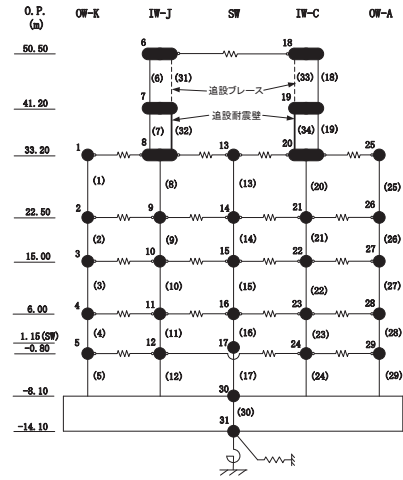 O.P. OW-K IW-J SW IW-C OW-A
(m)
50.50 6 18
(6) (31) (33) (18)
追設ブレース
41.20 7 19
追設耐震壁
(7) (32) (34) (19)
33.20 1 8 13 20 25
(1) (8) (13) (20) (25)
22.50 2 9 14 21 26
(2) (9) (14) (21) (26)
15.00 3 10 15 22 27
(3) (10) (15) (22) (27)
6.00 4 11 16 23 28
1.15(SW) (4) (11) (16) (23) (28)
-0.80 5 12 17 24 29
(5) (12) (17) (24) (29)
-8.10 30
(30)
-14.10 31